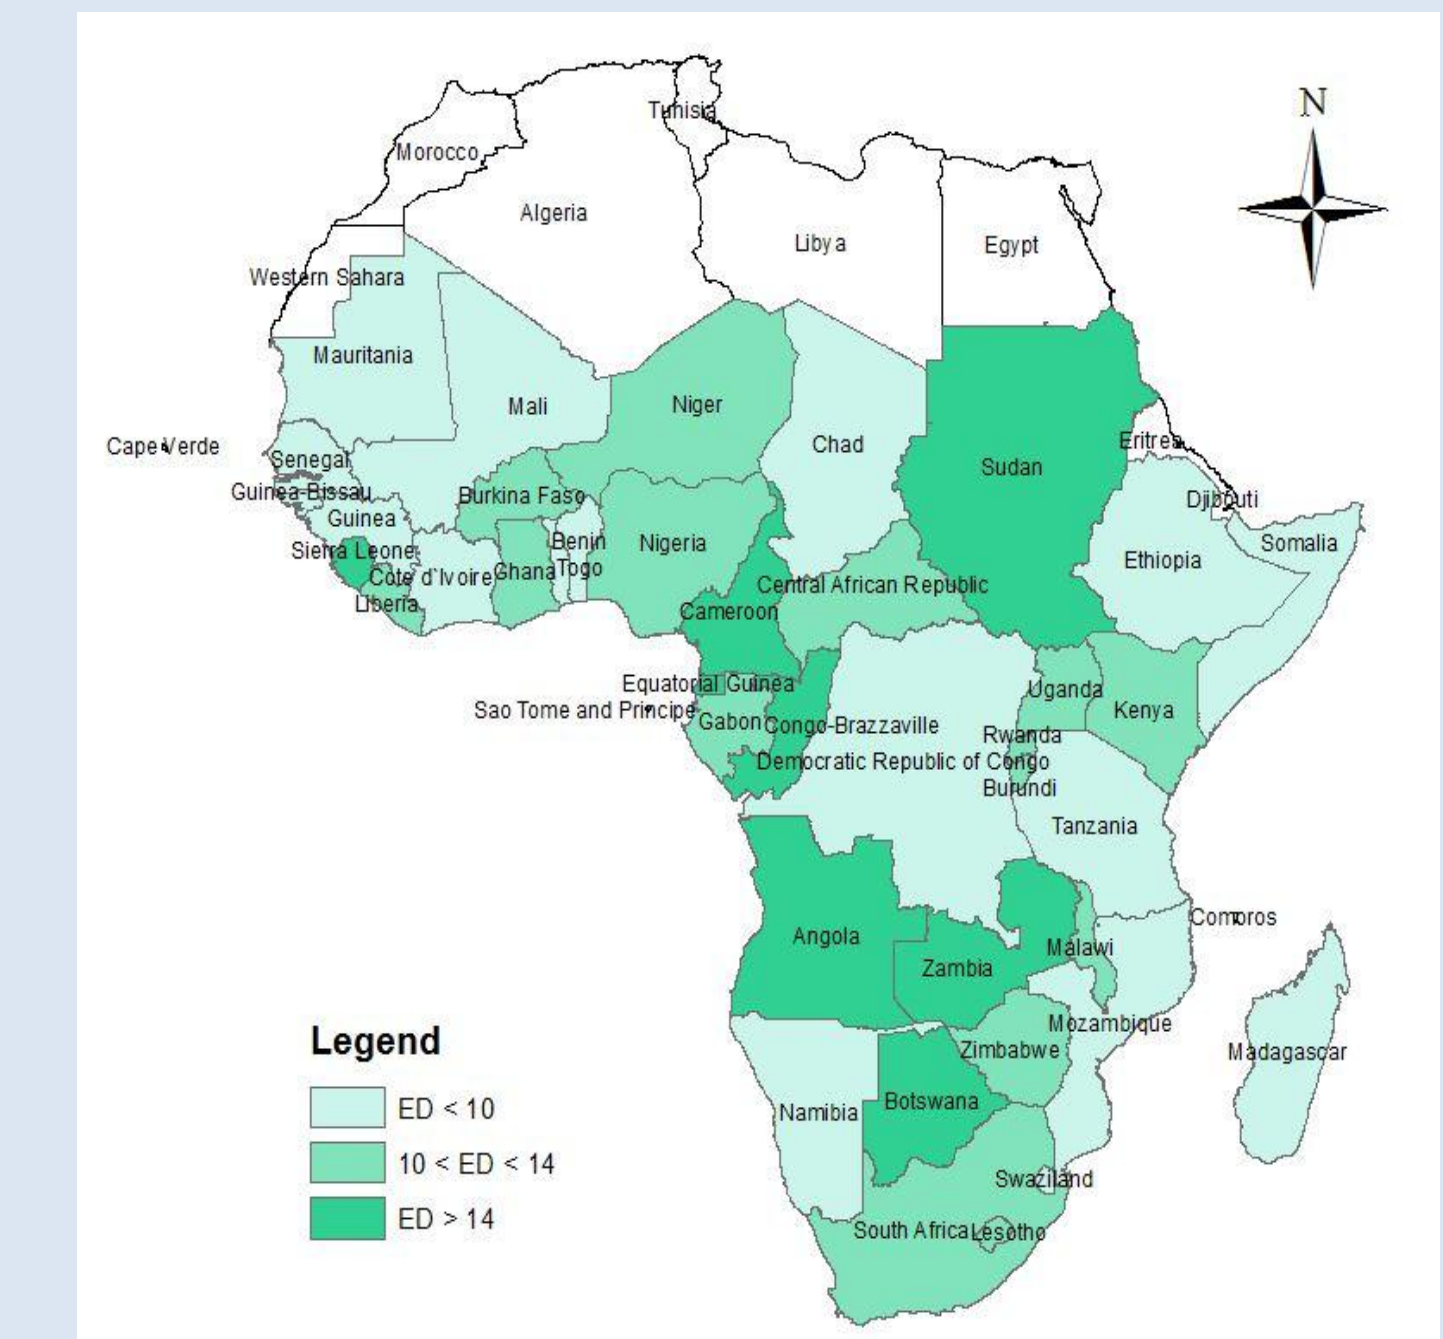 N
Tunisia
Morocco
Algeria
Libya
Egypt
Western Sahara
Mauritania
Mali
Niger
Chad
Sudan
Eritrea
Cape Verde
Senegal
Guinea-Bissau
Burkina Faso
Djibouti
Guinea
Benin
Nigeria
Somalia
Sierra Leone
Ethiopia
Cote d`Ivoire
Ghana
Togo
Central African Republic
Liberia
Cameroon
Equatorial Guinea
Uganda
Sao Tome and Principe
Gabon
Congo-Brazzaville
Kenya
Rwanda
Democratic Republic of Congo
Burundi
Tanzania
Comoros
Angola
Malawi
Zambia
Mozambique
Zimbabwe
Madagascar
Botswana
Namibia
Swaziland
South Africa
Lesotho
Legend
ED < 10
10 < ED < 14
ED > 14